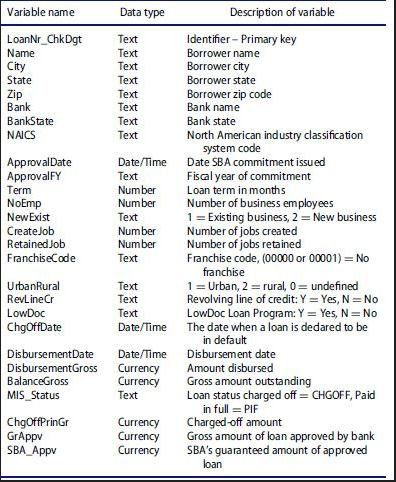 Variable name Data type Description of variable
LoanNr_ChkDgt Text Identifier – Primary key
Name Text Borrower name
City Text Borrower city
State Text Borrower state
Zip Text Borrower zip code
Bank Text Bank name
BankState Text Bank state
NAICS Text North American industry classification
system code
ApprovalDate Date/Time Date SBA commitment issued
ApprovalFY Text Fiscal year of commitment
Term Number Loan term in months
NoEmp Number Number of business employees
NewExist Text 1 = Existing business, 2 = New business
CreateJob Number Number of jobs created
RetainedJob Number Number of jobs retained
FranchiseCode Text Franchise code, (00000 or 00001) = No
franchise
UrbanRural Text 1 = Urban, 2 = rural, 0 = undefined
RevLineCr Text Revolving line of credit: Y = Yes, N = No
LowDoc Text LowDoc Loan Program: Y = Yes, N = No
ChgOffDate Date/Time The date when a loan is declared to be
in default
DisbursementDate Date/Time Disbursement date
DisbursementGross Currency Amount disbursed
BalanceGross Currency Gross amount outstanding
MIS_Status Text Loan status charged off = CHGOFF, Paid
in full = PIF
ChgOffPrinGr Currency Charged-off amount
GrAppv Currency Gross amount of loan approved by bank
SBA_Appv Currency SBA's guaranteed amount of approved
loan